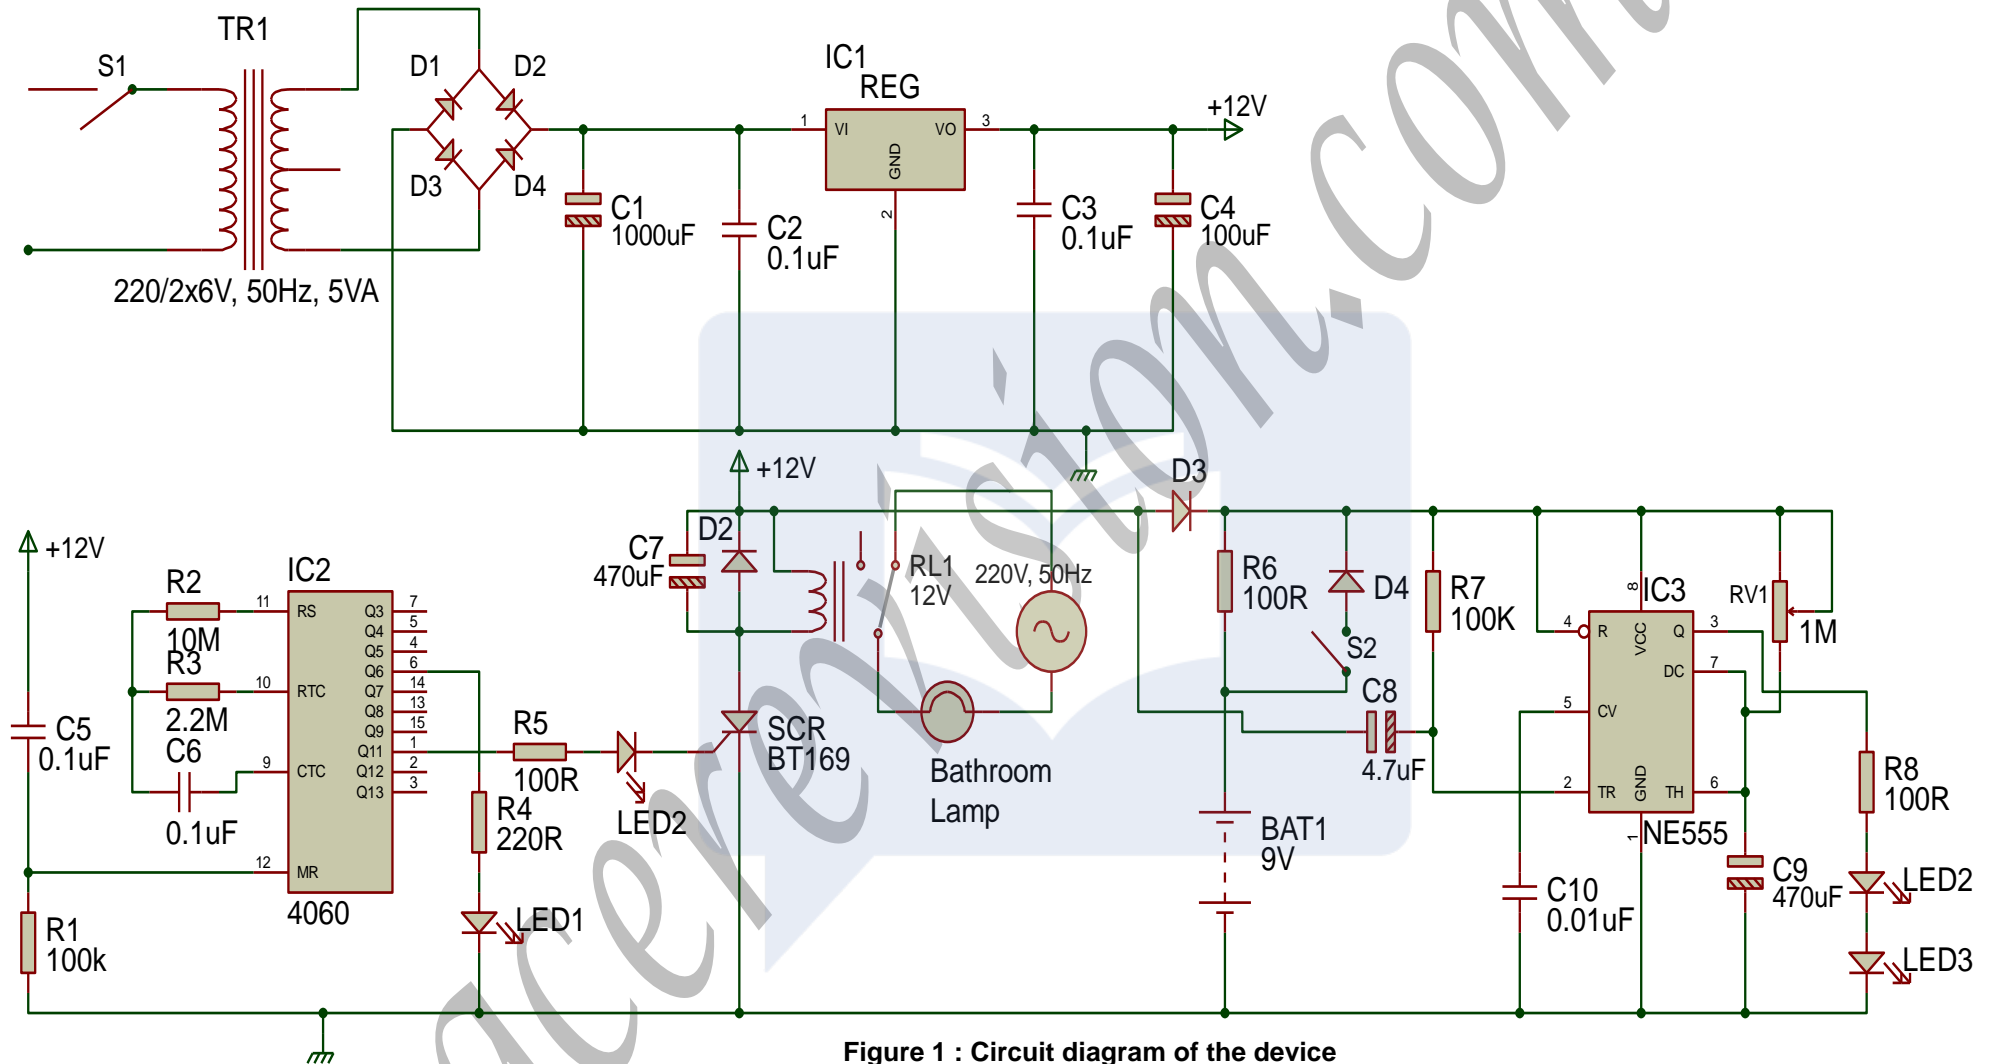 TR1
S1
220/2x6V, 50Hz, 5VA
D1
D2
D3
D4
C1
1000uF
C2
0.1uF
IC1
REG
1
VI
VO
3
GND
2
C3
0.1uF
C4
100uF
+12V
+12V
C5
0.1uF
R1
100k
R2
10M
R3
2.2M
C6
0.1uF
IC2
11
RS
10
RTC
9
CTC
12
MR
Q3
7
Q4
5
Q5
4
Q6
6
Q7
14
Q8
13
Q9
15
Q11
1
Q12
2
Q13
3
4060
R4
220R
LED1
R5
100R
LED2
+12V
C7
470uF
D2
RL1
12V
220V, 50Hz
SCR
BT169
Bathroom
Lamp
D3
R6
100R
D4
S2
BAT1
9V
C8
4.7uF
R7
100K
IC3
4
R
8
VCC
Q
3
DC
7
5
CV
2
TR
GND
1
TH
6
NE555
RV1
1M
C10
0.01uF
C9
470uF
R8
100R
LED2
LED3
Figure 1 : Circuit diagram of the device
acerevision.com